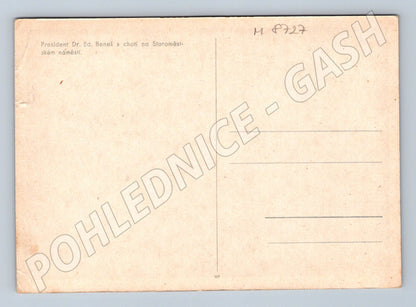 M 8727
President Dr. Ed. Beneš s chotí na Staroměst-
ském náměstí.
POHLEDNICE - GASH